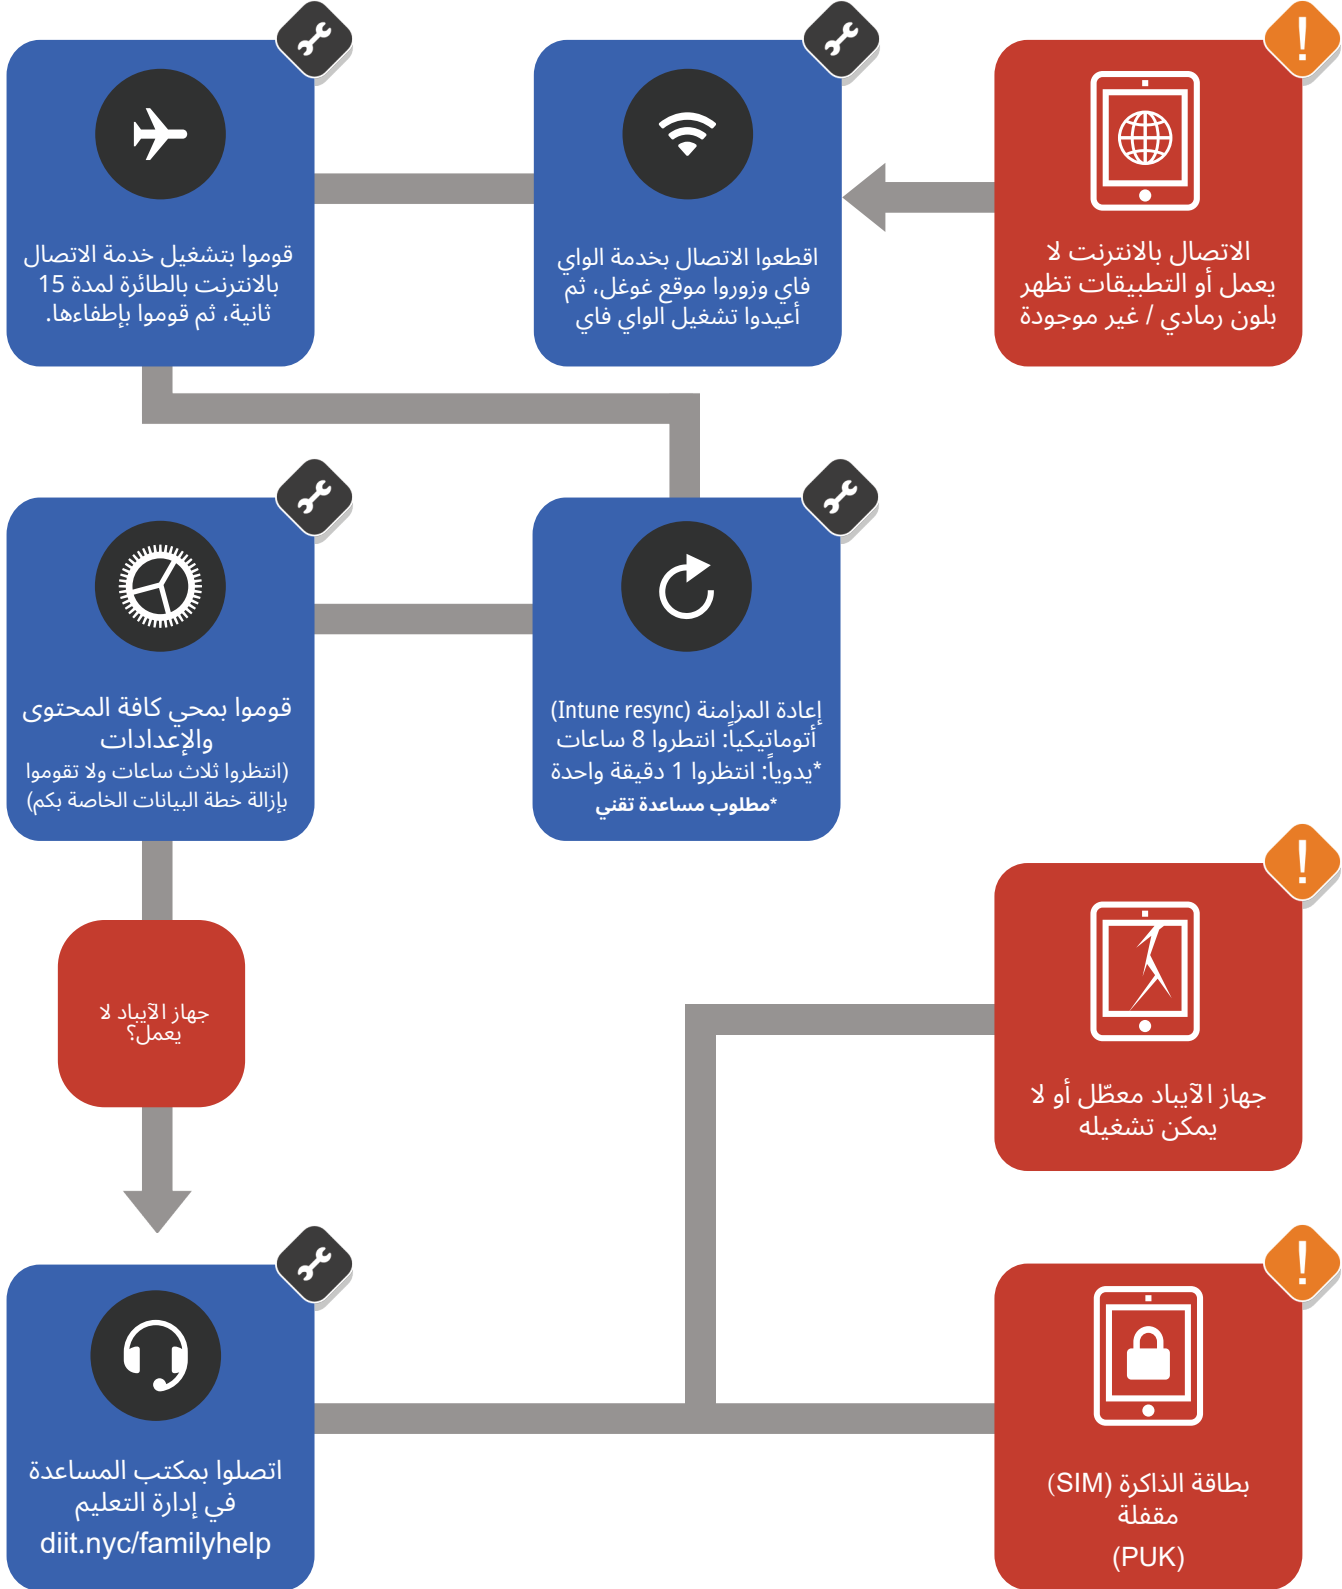 الاتصال بالانترنت لا
يعمل أو التطبيقات تظهر
بلون رمادي / غير موجودة
اقطعوا الاتصال بخدمة الواي
فاي وزوروا موقع غوغل، ثم
أعيدوا تشغيل الواي فاي
قوموا بتشغيل خدمة الاتصال
بالانترنت بالطائرة لمدة 15
ثانية، ثم قوموا بإطفاءها.
إعادة المزامنة (Intune resync)
أتوماتيكياً: انتطروا 8 ساعات
*يدوياً: انتظروا 1 دقيقة واحدة
*مطلوب مساعدة تقني
قوموا بمحي كافة المحتوى
والإعدادات
(انتظروا ثلاث ساعات ولا تقوموا
بإزالة خطة البيانات الخاصة بكم)
جهاز الآيباد لا
يعمل؟
جهاز الآيباد معطّل أو لا
يمكن تشغيله
بطاقة الذاكرة (SIM)
مقفلة
(PUK)
اتصلوا بمكتب المساعدة
في إدارة التعليم
diit.nyc/familyhelp